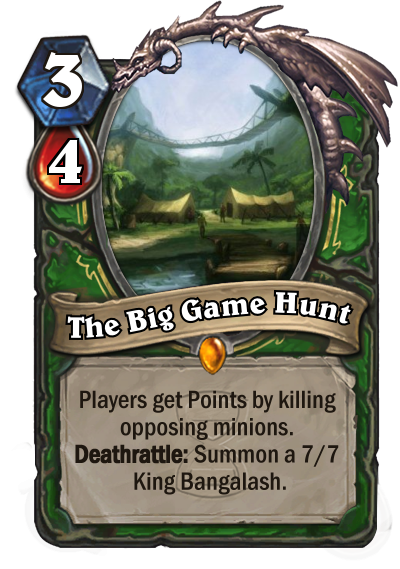 3
4
The Big Game Hunt
Players get Points by killing
opposing minions.
Deathrattle: Summon a 7/7
King Bangalash.